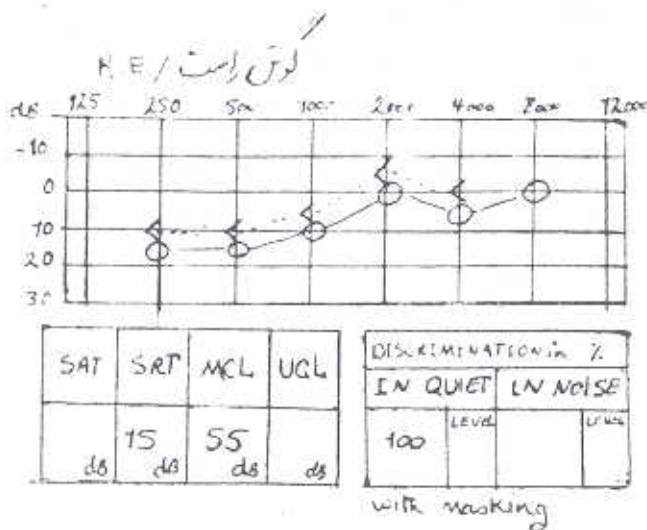 R.E / گوش راست
dB 125 250 500 1000 2000 4000 8000 12000
-10
0
10
20
30
SAT SRT MCL UCL
15 55
dB dB dB dB
DISCRIMINATION in %
IN QUIET IN NOISE
100 LEVEL LEVEL
with masking